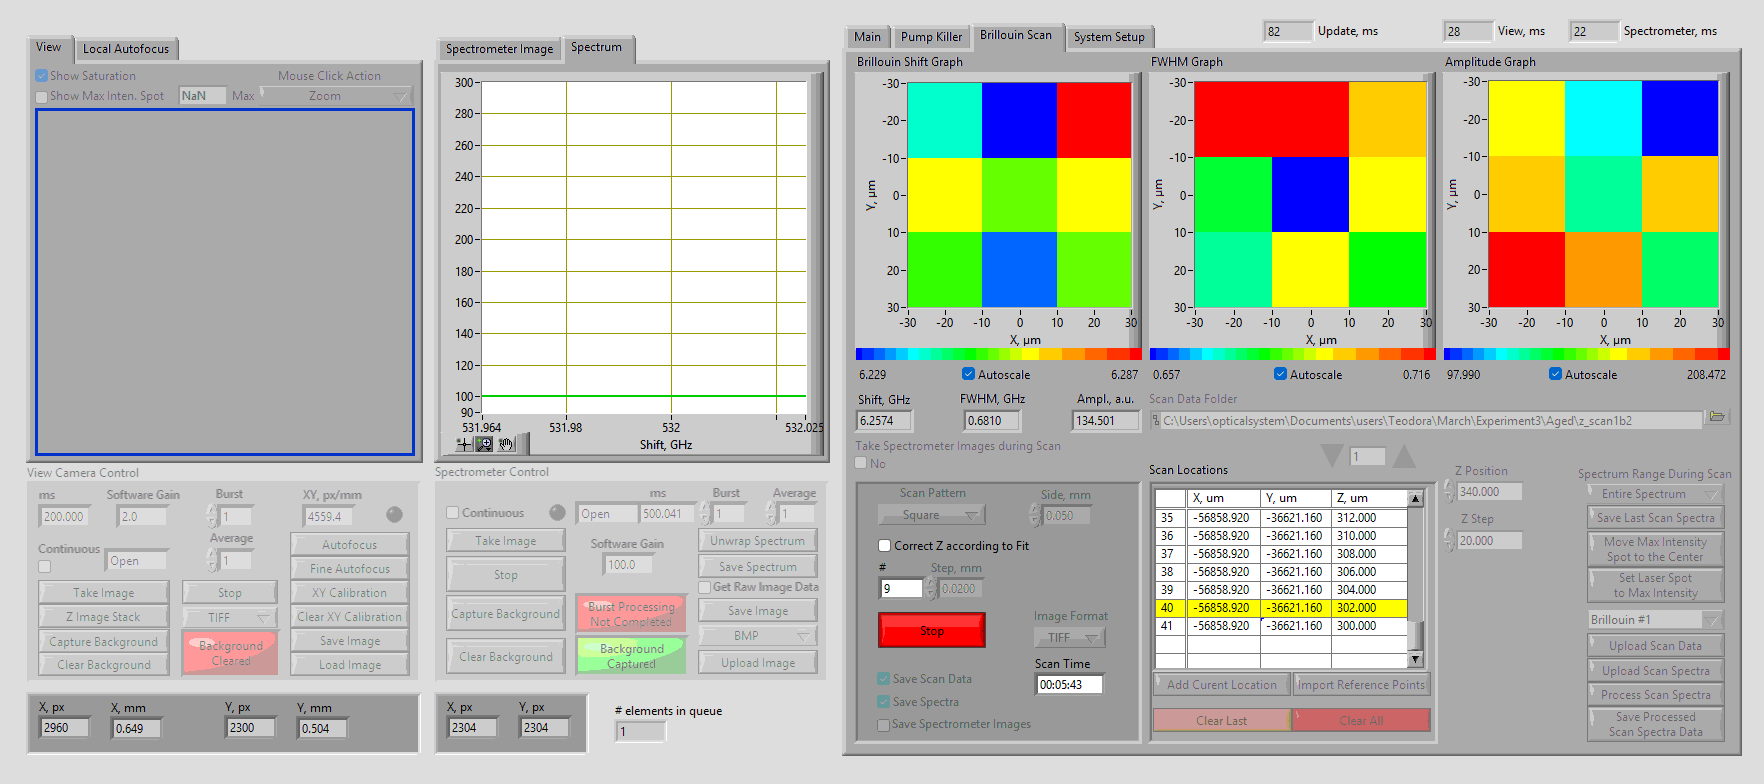 View
Local Autofocus
Show Saturation
Mouse Click Action
Show Max Inten. Spot
NaN
Max
Zoom
Spectrometer Image
Spectrum
300
280
260
240
220
200
180
160
140
120
100
90
531.964
531.98
532
532.025
Shift, GHz
Main
Pump Killer
Brillouin Scan
System Setup
82
Update, ms
28
View, ms
22
Spectrometer, ms
Brillouin Shift Graph
-30
-20
-10
0
10
20
30
Y, µm
-30 -20 -10 0 10 20 30
X, µm
6.229
Autoscale
6.287
FWHM Graph
-30
-20
-10
0
10
20
30
Y, µm
-30 -20 -10 0 10 20 30
X, µm
0.657
Autoscale
0.716
Amplitude Graph
-30
-20
-10
0
10
20
30
Y, µm
-30 -20 -10 0 10 20 30
X, µm
97.990
Autoscale
208.472
Shift, GHz
6.2574
FWHM, GHz
0.6810
Ampl., a.u.
134.501
Scan Data Folder
C:\Users\opticalsystem\Documents\users\Teodora\March\Experiment3\Aged\z_scan1b2
Take Spectrometer Images during Scan
No
1
View Camera Control
ms
200.000
Software Gain
2.0
Burst
1
XY, px/mm
4559.4
Continuous
Open
Average
1
Autofocus
Fine Autofocus
Take Image
Stop
XY Calibration
Z Image Stack
TIFF
Clear XY Calibration
Capture Background
Background
Cleared
Save Image
Clear Background
Load Image
X, px
2960
X, mm
0.649
Y, px
2300
Y, mm
0.504
Spectrometer Control
Continuous
Open
ms
500.041
Burst
1
Average
1
Take Image
Software Gain
100.0
Unwrap Spectrum
Stop
Save Spectrum
Get Raw Image Data
Capture Background
Burst Processing
Not Completed
Save Image
BMP
Clear Background
Background
Captured
Upload Image
X, px
2304
Y, px
2304
# elements in queue
1
Scan Pattern
Square
Side, mm
0.050
Correct Z according to Fit
#
9
Step, mm
0.0200
Stop
Image Format
TIFF
Scan Time
00:05:43
Save Scan Data
Save Spectra
Save Spectrometer Images
Scan Locations
X, um Y, um Z, um
35 -56858.920 -36621.160 312.000
36 -56858.920 -36621.160 310.000
37 -56858.920 -36621.160 308.000
38 -56858.920 -36621.160 306.000
39 -56858.920 -36621.160 304.000
40 -56858.920 -36621.160 302.000
41 -56858.920 -36621.160 300.000
Add Curent Location
Import Reference Points
Clear Last
Clear All
Z Position
340.000
Z Step
20.000
Spectrum Range During Scan
Entire Spectrum
Save Last Scan Spectra
Move Max Intensity
Spot to the Center
Set Laser Spot
to Max Intensity
Brillouin #1
Upload Scan Data
Upload Scan Spectra
Process Scan Spectra
Save Processed
Scan Spectra Data